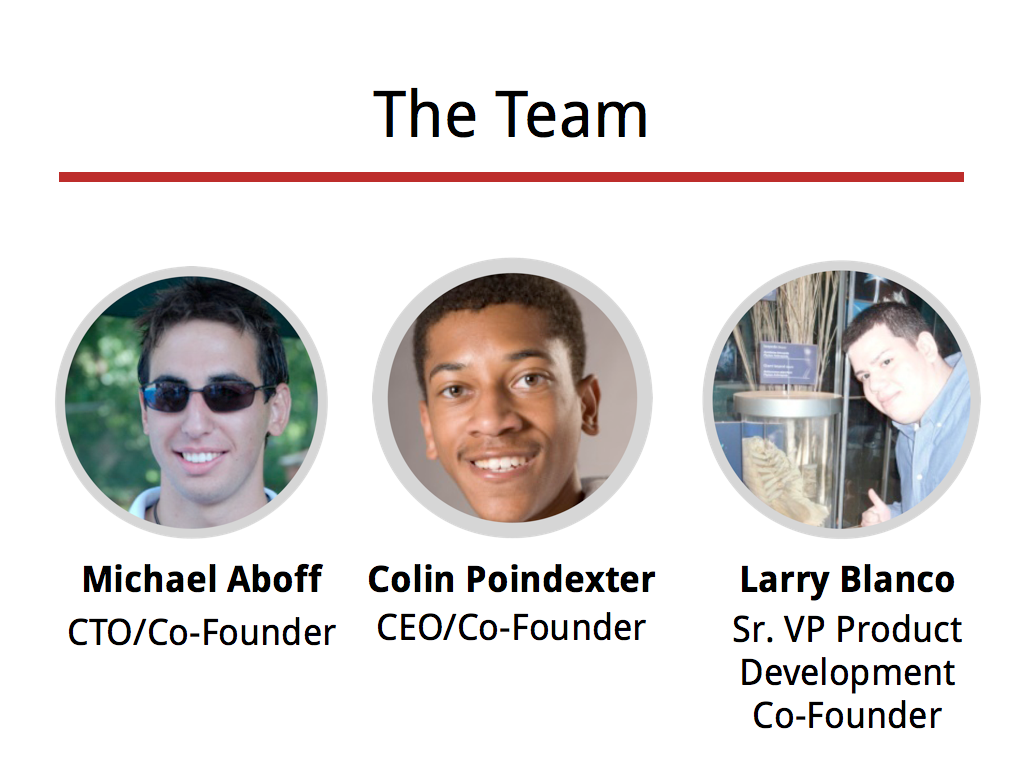 The Team
Michael Aboff
CTO/Co-Founder
Colin Poindexter
CEO/Co-Founder
Larry Blanco
Sr. VP Product
Development
Co-Founder